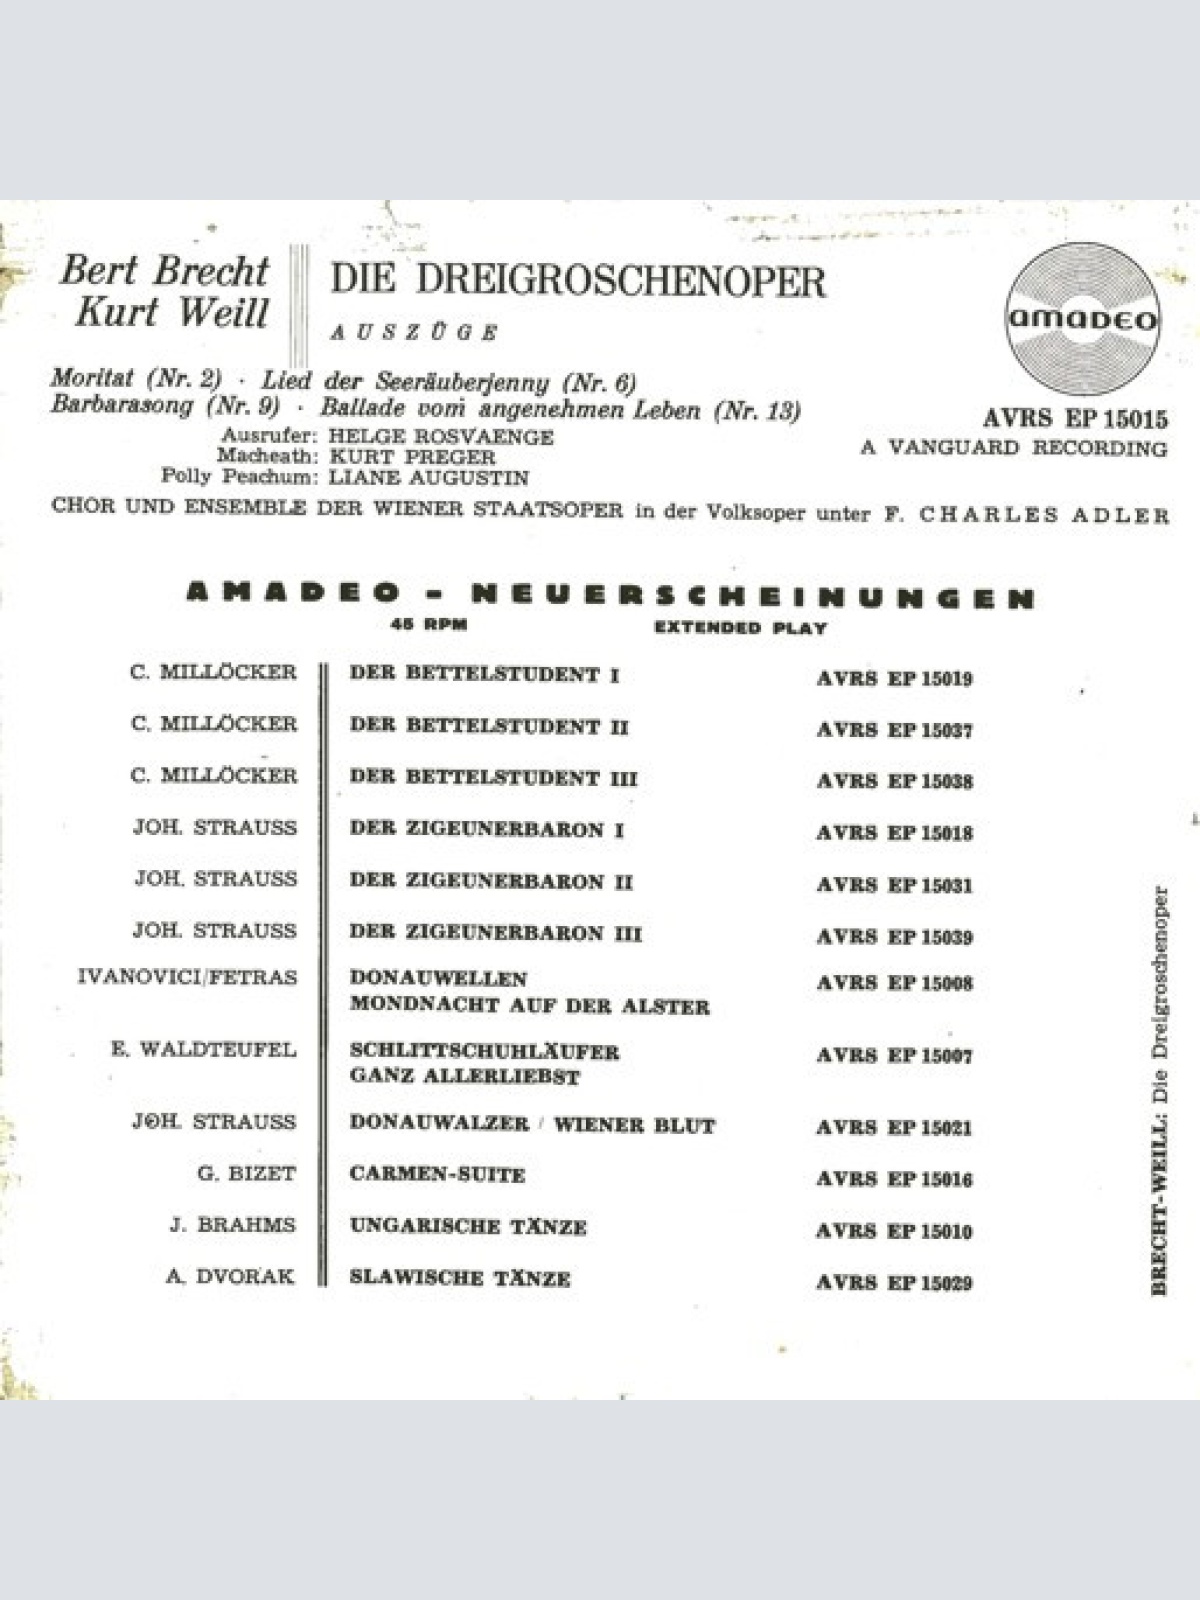 Bert Brecht
Kurt Weill
DIE DREIGROSCHENOPER
AUSZÜGE
amadeo
Moritat (Nr. 2) · Lied der Seeräuberjenny (Nr. 6)
Barbarasong (Nr. 9) · Ballade vom angenehmen Leben (Nr. 13)
AVRS EP 15015
A VANGUARD RECORDING
Ausrufer: HELGE ROSVAENGE
Macheath: KURT PREGER
Polly Peachum: LIANE AUGUSTIN
CHOR UND ENSEMBLE DER WIENER STAATSOPER in der Volksoper unter F. CHARLES ADLER
AMADEO - NEUERSCHEINUNGEN
45 RPM EXTENDED PLAY
C. MILLÖCKER DER BETTELSTUDENT I AVRS EP 15019
C. MILLÖCKER DER BETTELSTUDENT II AVRS EP 15037
C. MILLÖCKER DER BETTELSTUDENT III AVRS EP 15038
JOH. STRAUSS DER ZIGEUNERBARON I AVRS EP 15018
JOH. STRAUSS DER ZIGEUNERBARON II AVRS EP 15031
JOH. STRAUSS DER ZIGEUNERBARON III AVRS EP 15039
IVANOVICI/FETRAS DONAUWELLEN AVRS EP 15008
MONDNACHT AUF DER ALSTER
E. WALDTEUFEL SCHLITTSCHUHLÄUFER AVRS EP 15007
GANZ ALLERLIEBST
JOH. STRAUSS DONAUWALZER / WIENER BLUT AVRS EP 15021
G. BIZET CARMEN-SUITE AVRS EP 15016
J. BRAHMS UNGARISCHE TÄNZE AVRS EP 15010
A. DVORAK SLAWISCHE TÄNZE AVRS EP 15029
BRECHT-WEILL: Die Dreigroschenoper